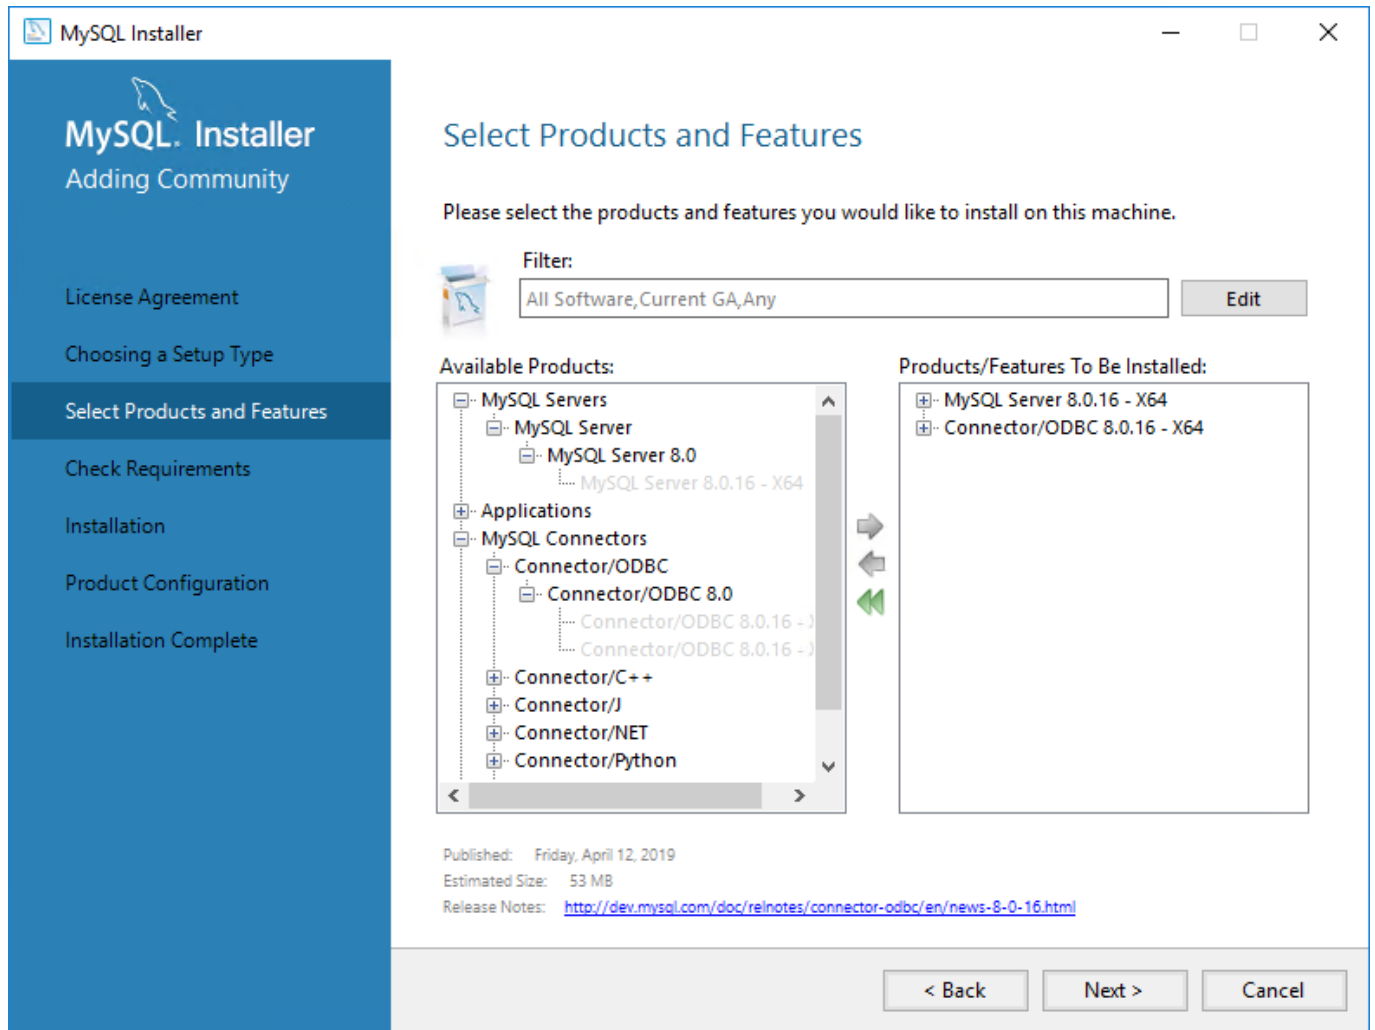 MySQL Installer
MySQL. Installer
Adding Community
License Agreement
Choosing a Setup Type
Select Products and Features
Check Requirements
Installation
Product Configuration
Installation Complete
Select Products and Features
Please select the products and features you would like to install on this machine.
Filter:
All Software,Current GA,Any
Edit
Available Products:
MySQL Servers
MySQL Server
MySQL Server 8.0
MySQL Server 8.0.16 - X64
Applications
MySQL Connectors
Connector/ODBC
Connector/ODBC 8.0
Connector/ODBC 8.0.16 -
Connector/ODBC 8.0.16 -
Connector/C++
Connector/J
Connector/NET
Connector/Python
Products/Features To Be Installed:
MySQL Server 8.0.16 - X64
Connector/ODBC 8.0.16 - X64
Published: Friday, April 12, 2019
Estimated Size: 53 MB
Release Notes: http://dev.mysql.com/doc/relnotes/connector-odbc/en/news-8-0-16.html
< Back
Next >
Cancel